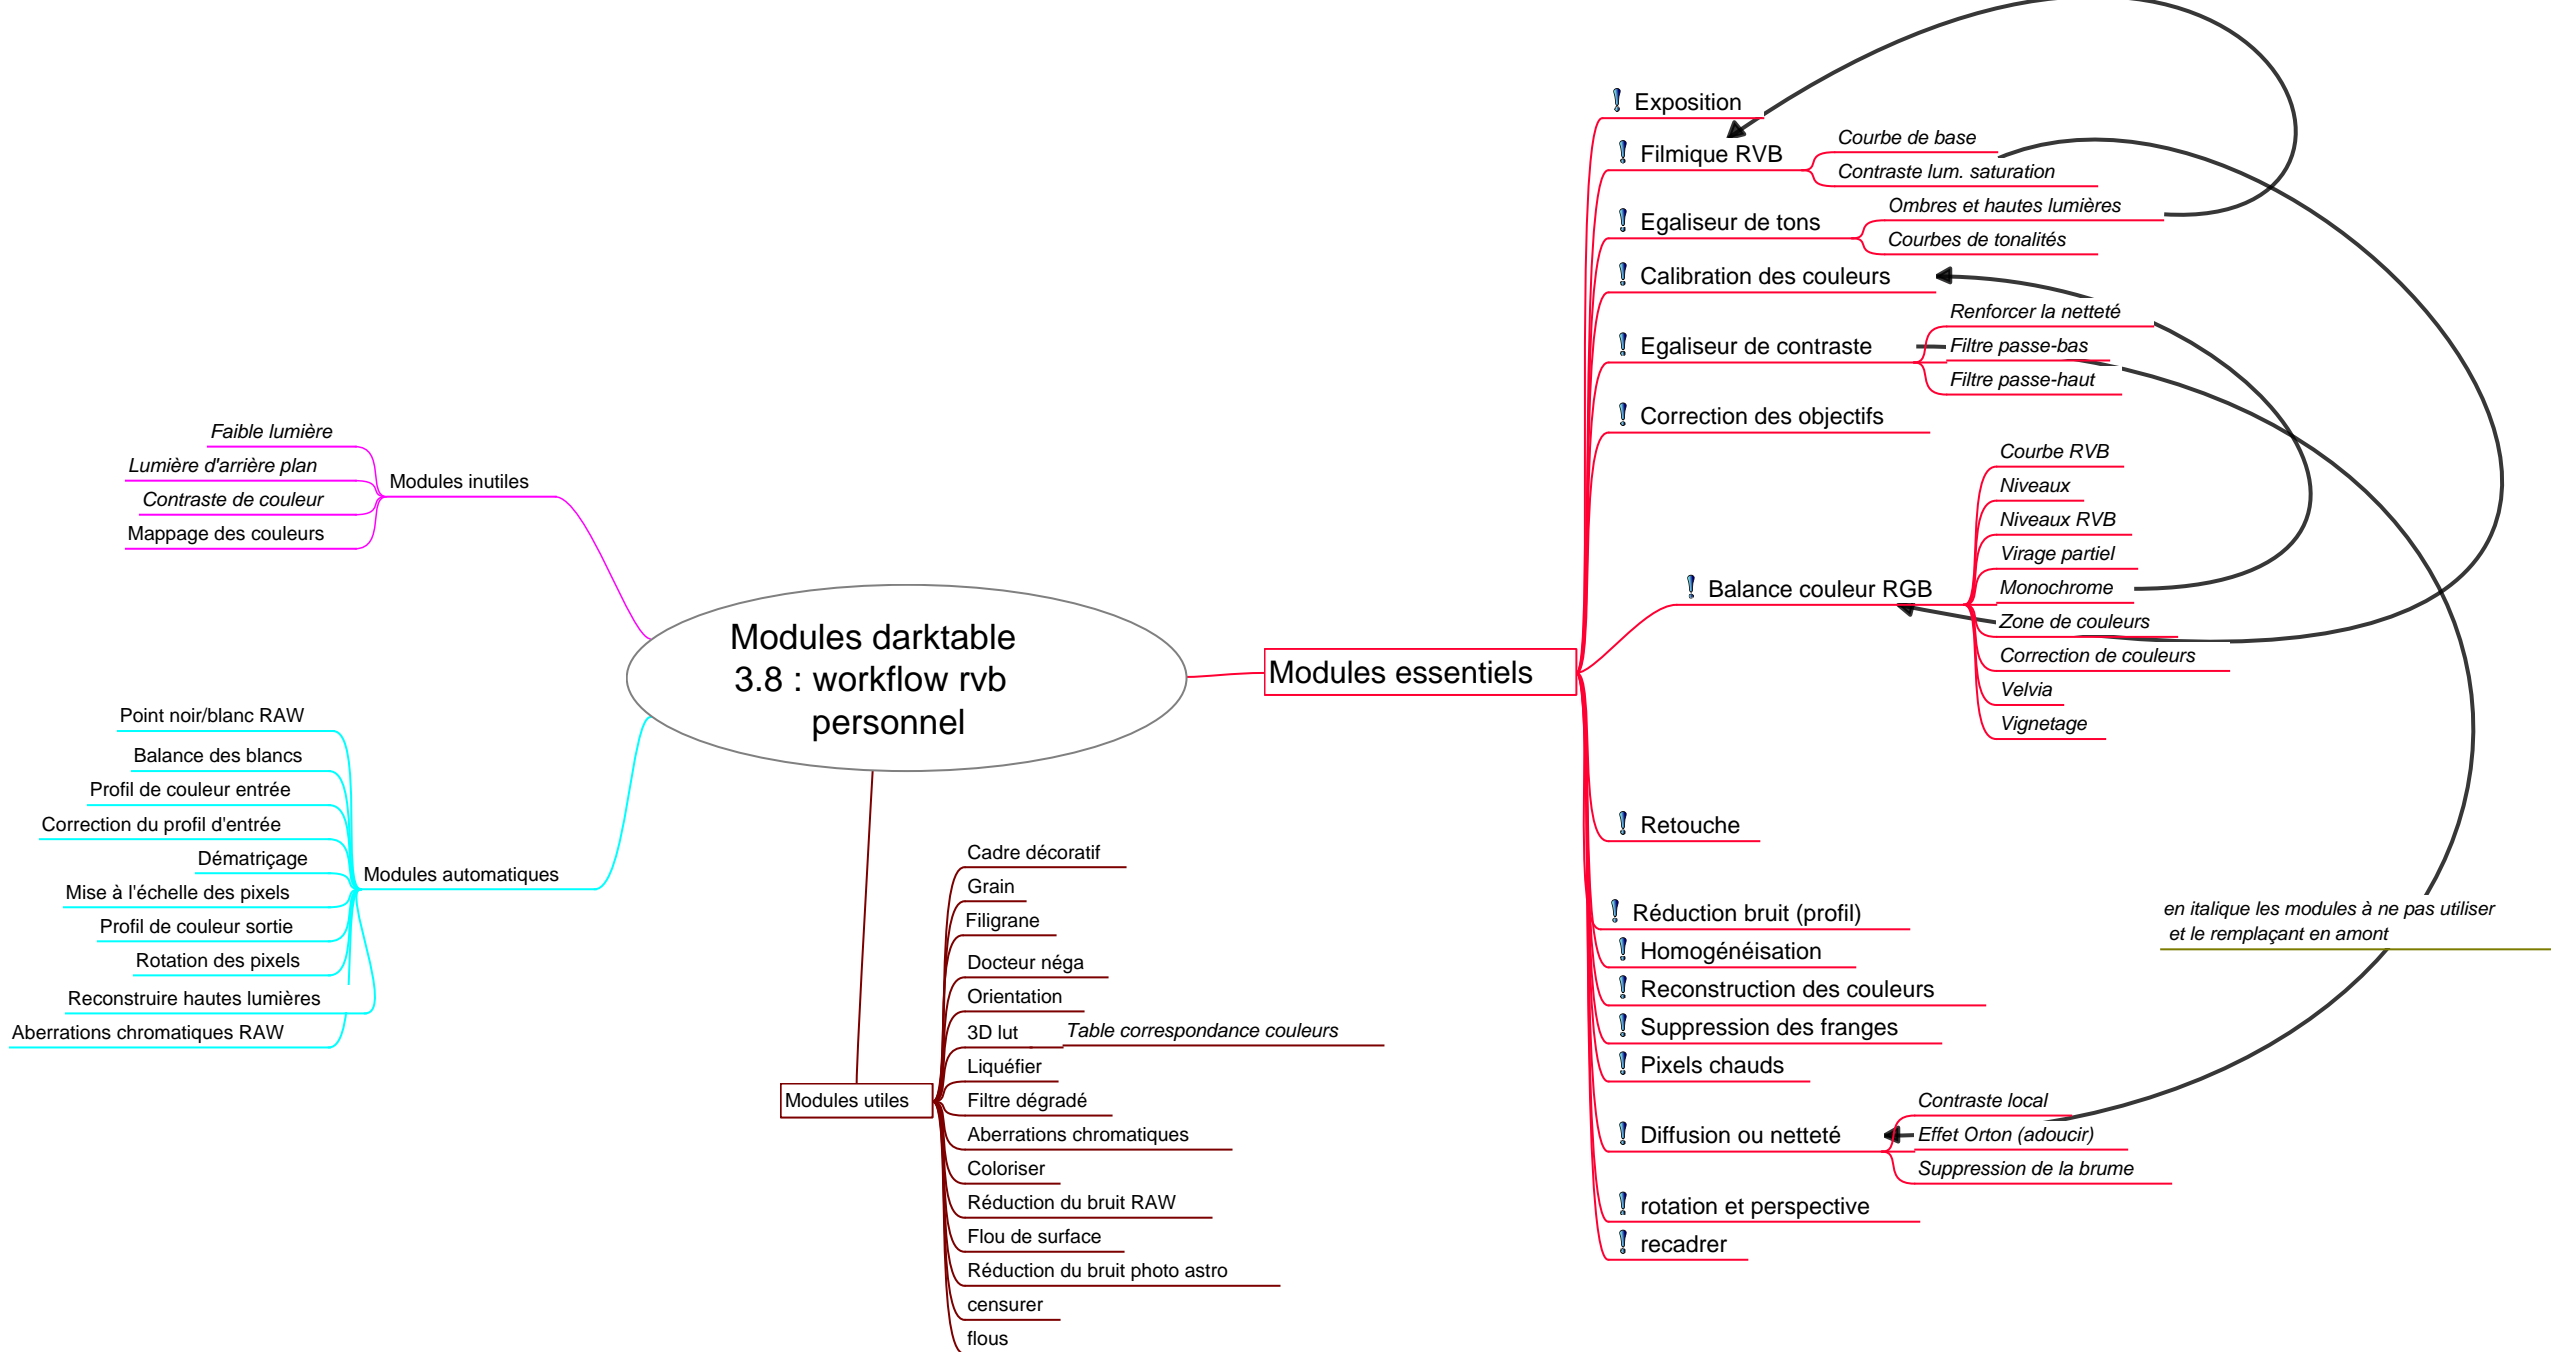 Modules darktable
3.8 : workflow rvb
personnel
Modules essentiels
Exposition
Filmique RVB
Courbe de base
Contraste lum. saturation
Egaliseur de tons
Ombres et hautes lumières
Courbes de tonalités
Calibration des couleurs
Egaliseur de contraste
Renforcer la netteté
Filtre passe-bas
Filtre passe-haut
Correction des objectifs
Balance couleur RGB
Courbe RVB
Niveaux
Niveaux RVB
Virage partiel
Monochrome
Zone de couleurs
Correction de couleurs
Velvia
Vignetage
Retouche
Réduction bruit (profil)
Homogénéisation
Reconstruction des couleurs
Suppression des franges
Pixels chauds
Diffusion ou netteté
Contraste local
Effet Orton (adoucir)
Suppression de la brume
rotation et perspective
recadrer
en italique les modules à ne pas utiliser
et le remplaçant en amont
Modules inutiles
Faible lumière
Lumière d'arrière plan
Contraste de couleur
Mappage des couleurs
Modules automatiques
Point noir/blanc RAW
Balance des blancs
Profil de couleur entrée
Correction du profil d'entrée
Dématriçage
Mise à l'échelle des pixels
Profil de couleur sortie
Rotation des pixels
Reconstruire hautes lumières
Aberrations chromatiques RAW
Modules utiles
Cadre décoratif
Grain
Filigrane
Docteur néga
Orientation
3D lut
Table correspondance couleurs
Liquéfier
Filtre dégradé
Aberrations chromatiques
Coloriser
Réduction du bruit RAW
Flou de surface
Réduction du bruit photo astro
censurer
flous